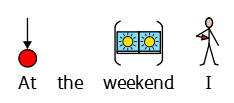 At the weekend I